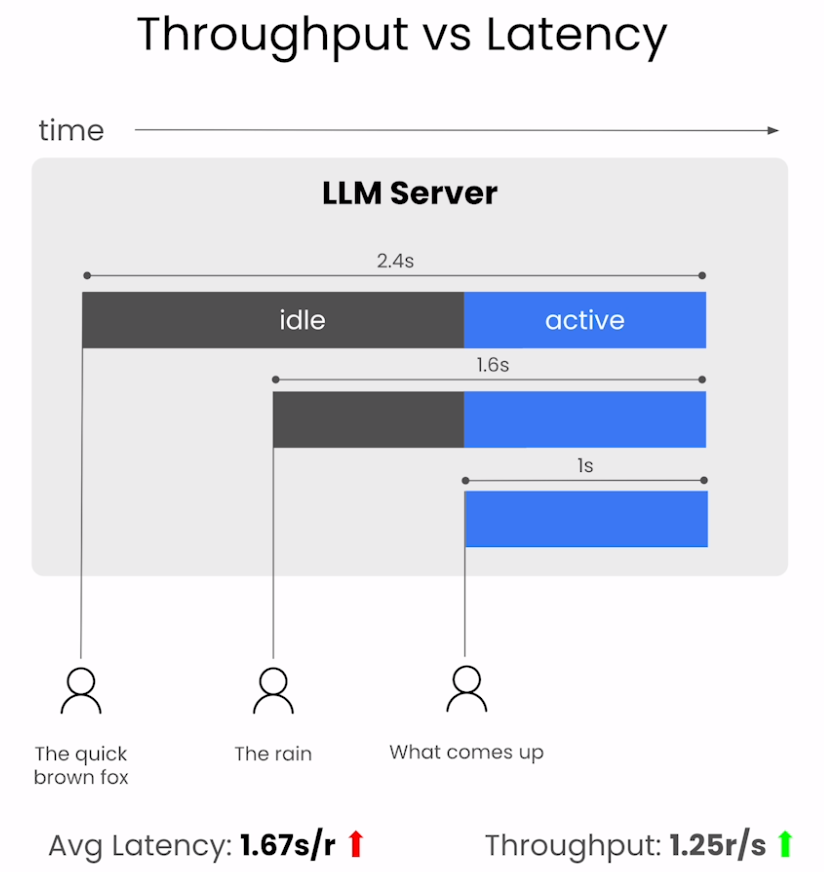 Throughput vs Latency
time
LLM Server
2.4s
idle
active
1.6s
1s
The quick
brown fox
The rain
What comes up
Avg Latency: 1.67s/r
Throughput: 1.25r/s